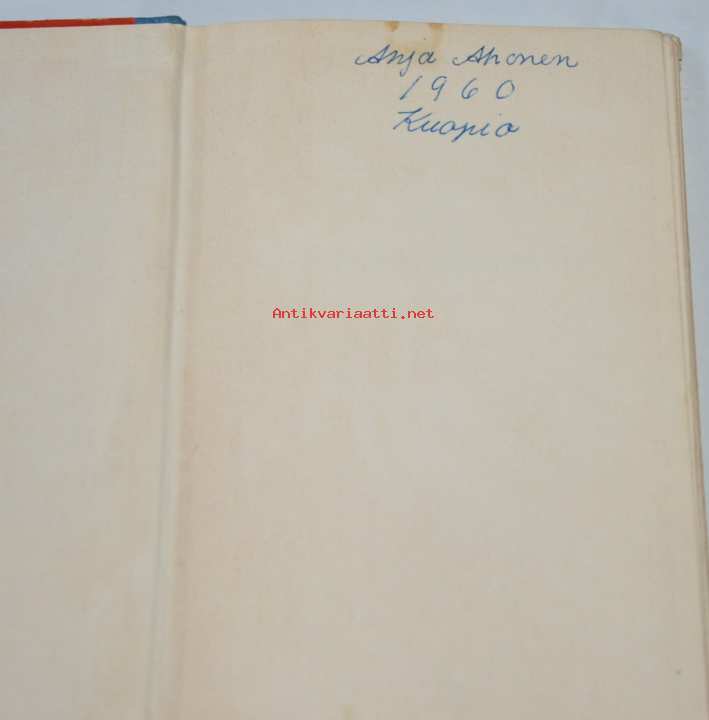 Anja Ahonen
1960
Kuopio
Antikvariaatti.net